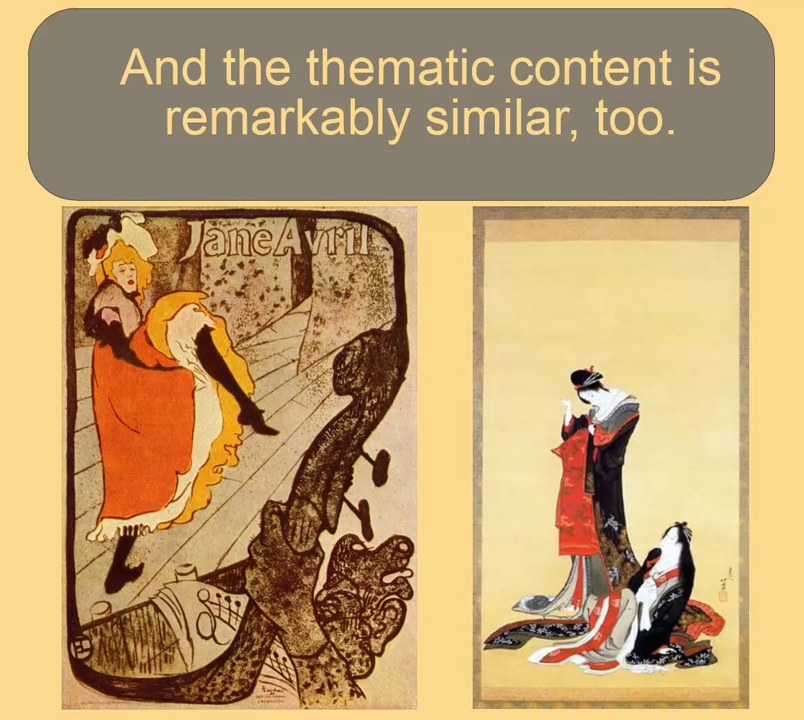 And the thematic content is
remarkably similar, too.
Jane Avril